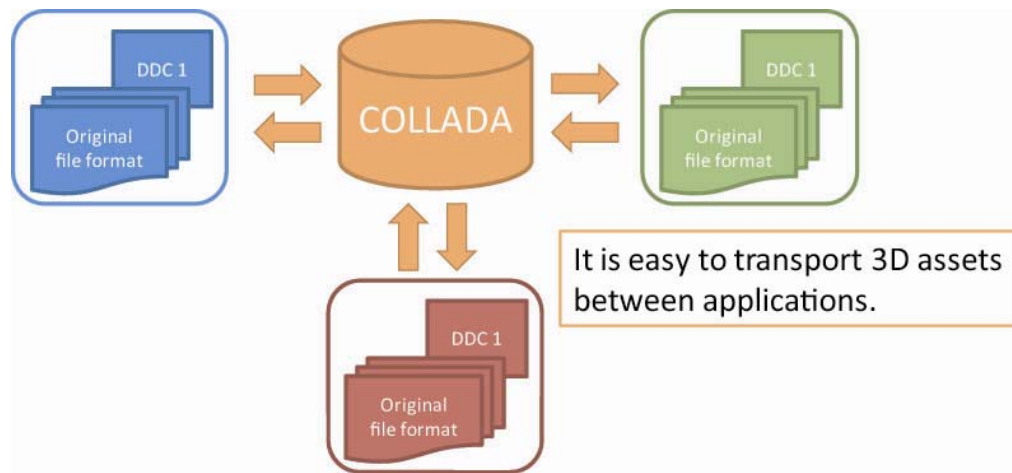 DDC 1
Original
file format
COLLADA
DDC 1
Original
file format
It is easy to transport 3D assets
between applications.
DDC 1
Original
file format